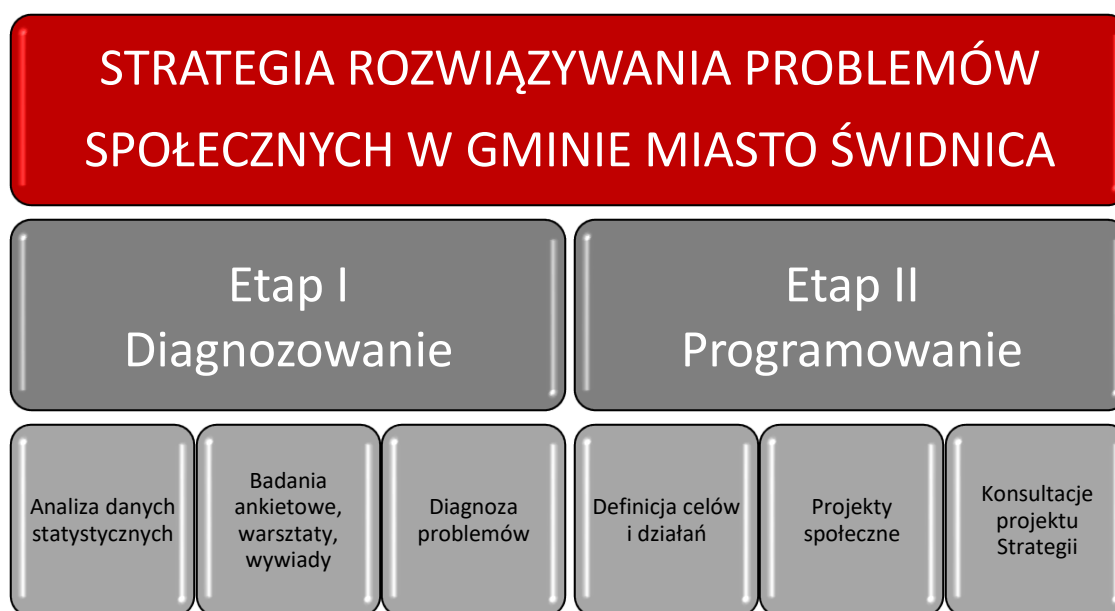 STRATEGIA ROZWIĄZYWANIA PROBLEMÓW
SPOŁECZNYCH W GMINIE MIASTO ŚWIDNICA
Etap I
Diagnozowanie
Etap II
Programowanie
Analiza danych
statystycznych
Badania
ankietowe,
warsztaty,
wywiady
Diagnoza
problemów
Definicja celów
i działań
Projekty
społeczne
Konsultacje
projektu
Strategii